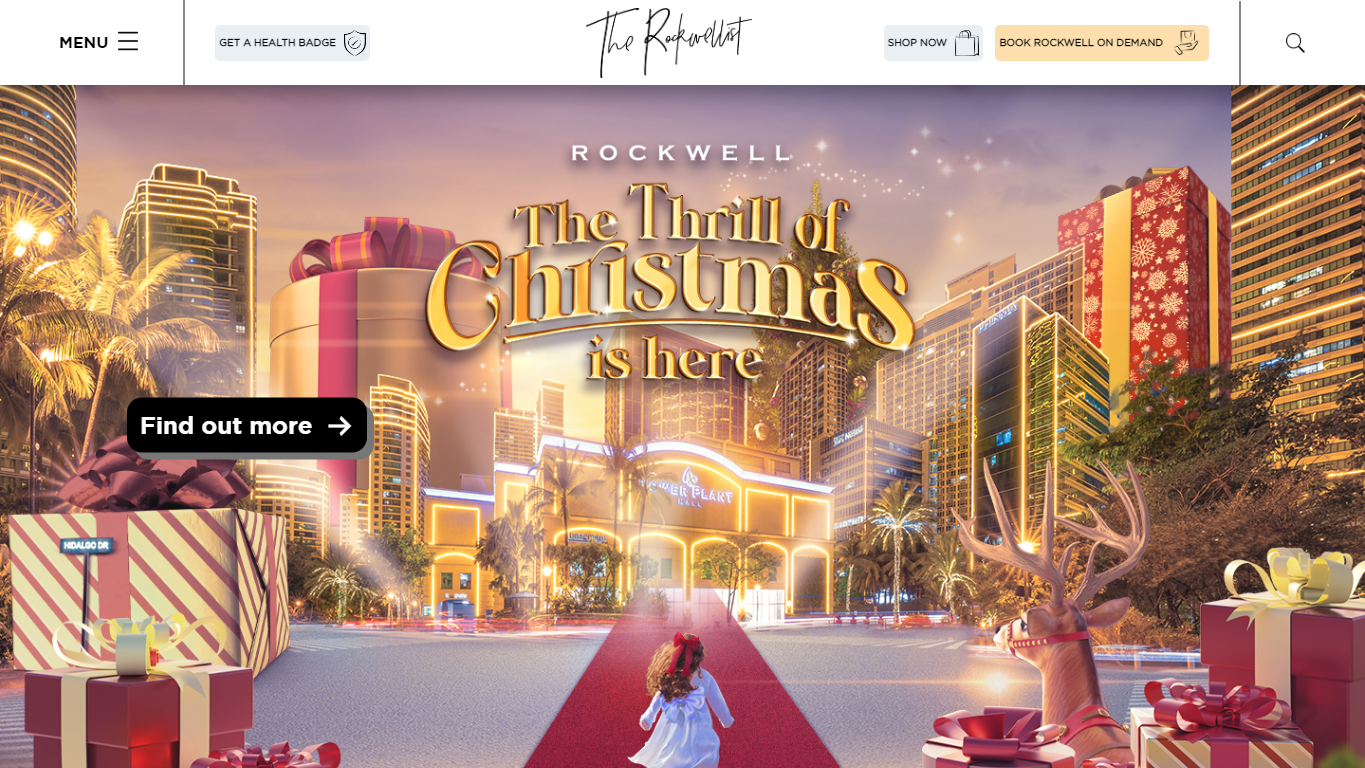 MENU
GET A HEALTH BADGE
The Rockwellist
SHOP NOW
BOOK ROCKWELL ON DEMAND
ROCKWELL
The Thrill of
Christmas
is here
Find out more
POWER PLANT
MALL
HIDALGO DR